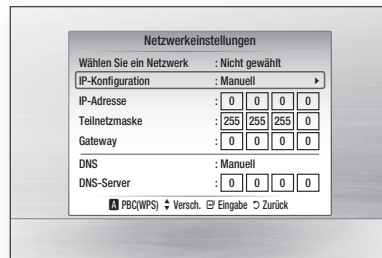 Netzwerkeinstellungen
Wählen Sie ein Netzwerk : Nicht gewählt
IP-Konfiguration : Manuell ▶
IP-Adresse : 0 0 0 0
Teilnetzmaske : 255 255 255 0
Gateway : 0 0 0 0
DNS : Manuell
DNS-Server : 0 0 0 0
A PBC(WPS) Versch. Eingabe Zurück